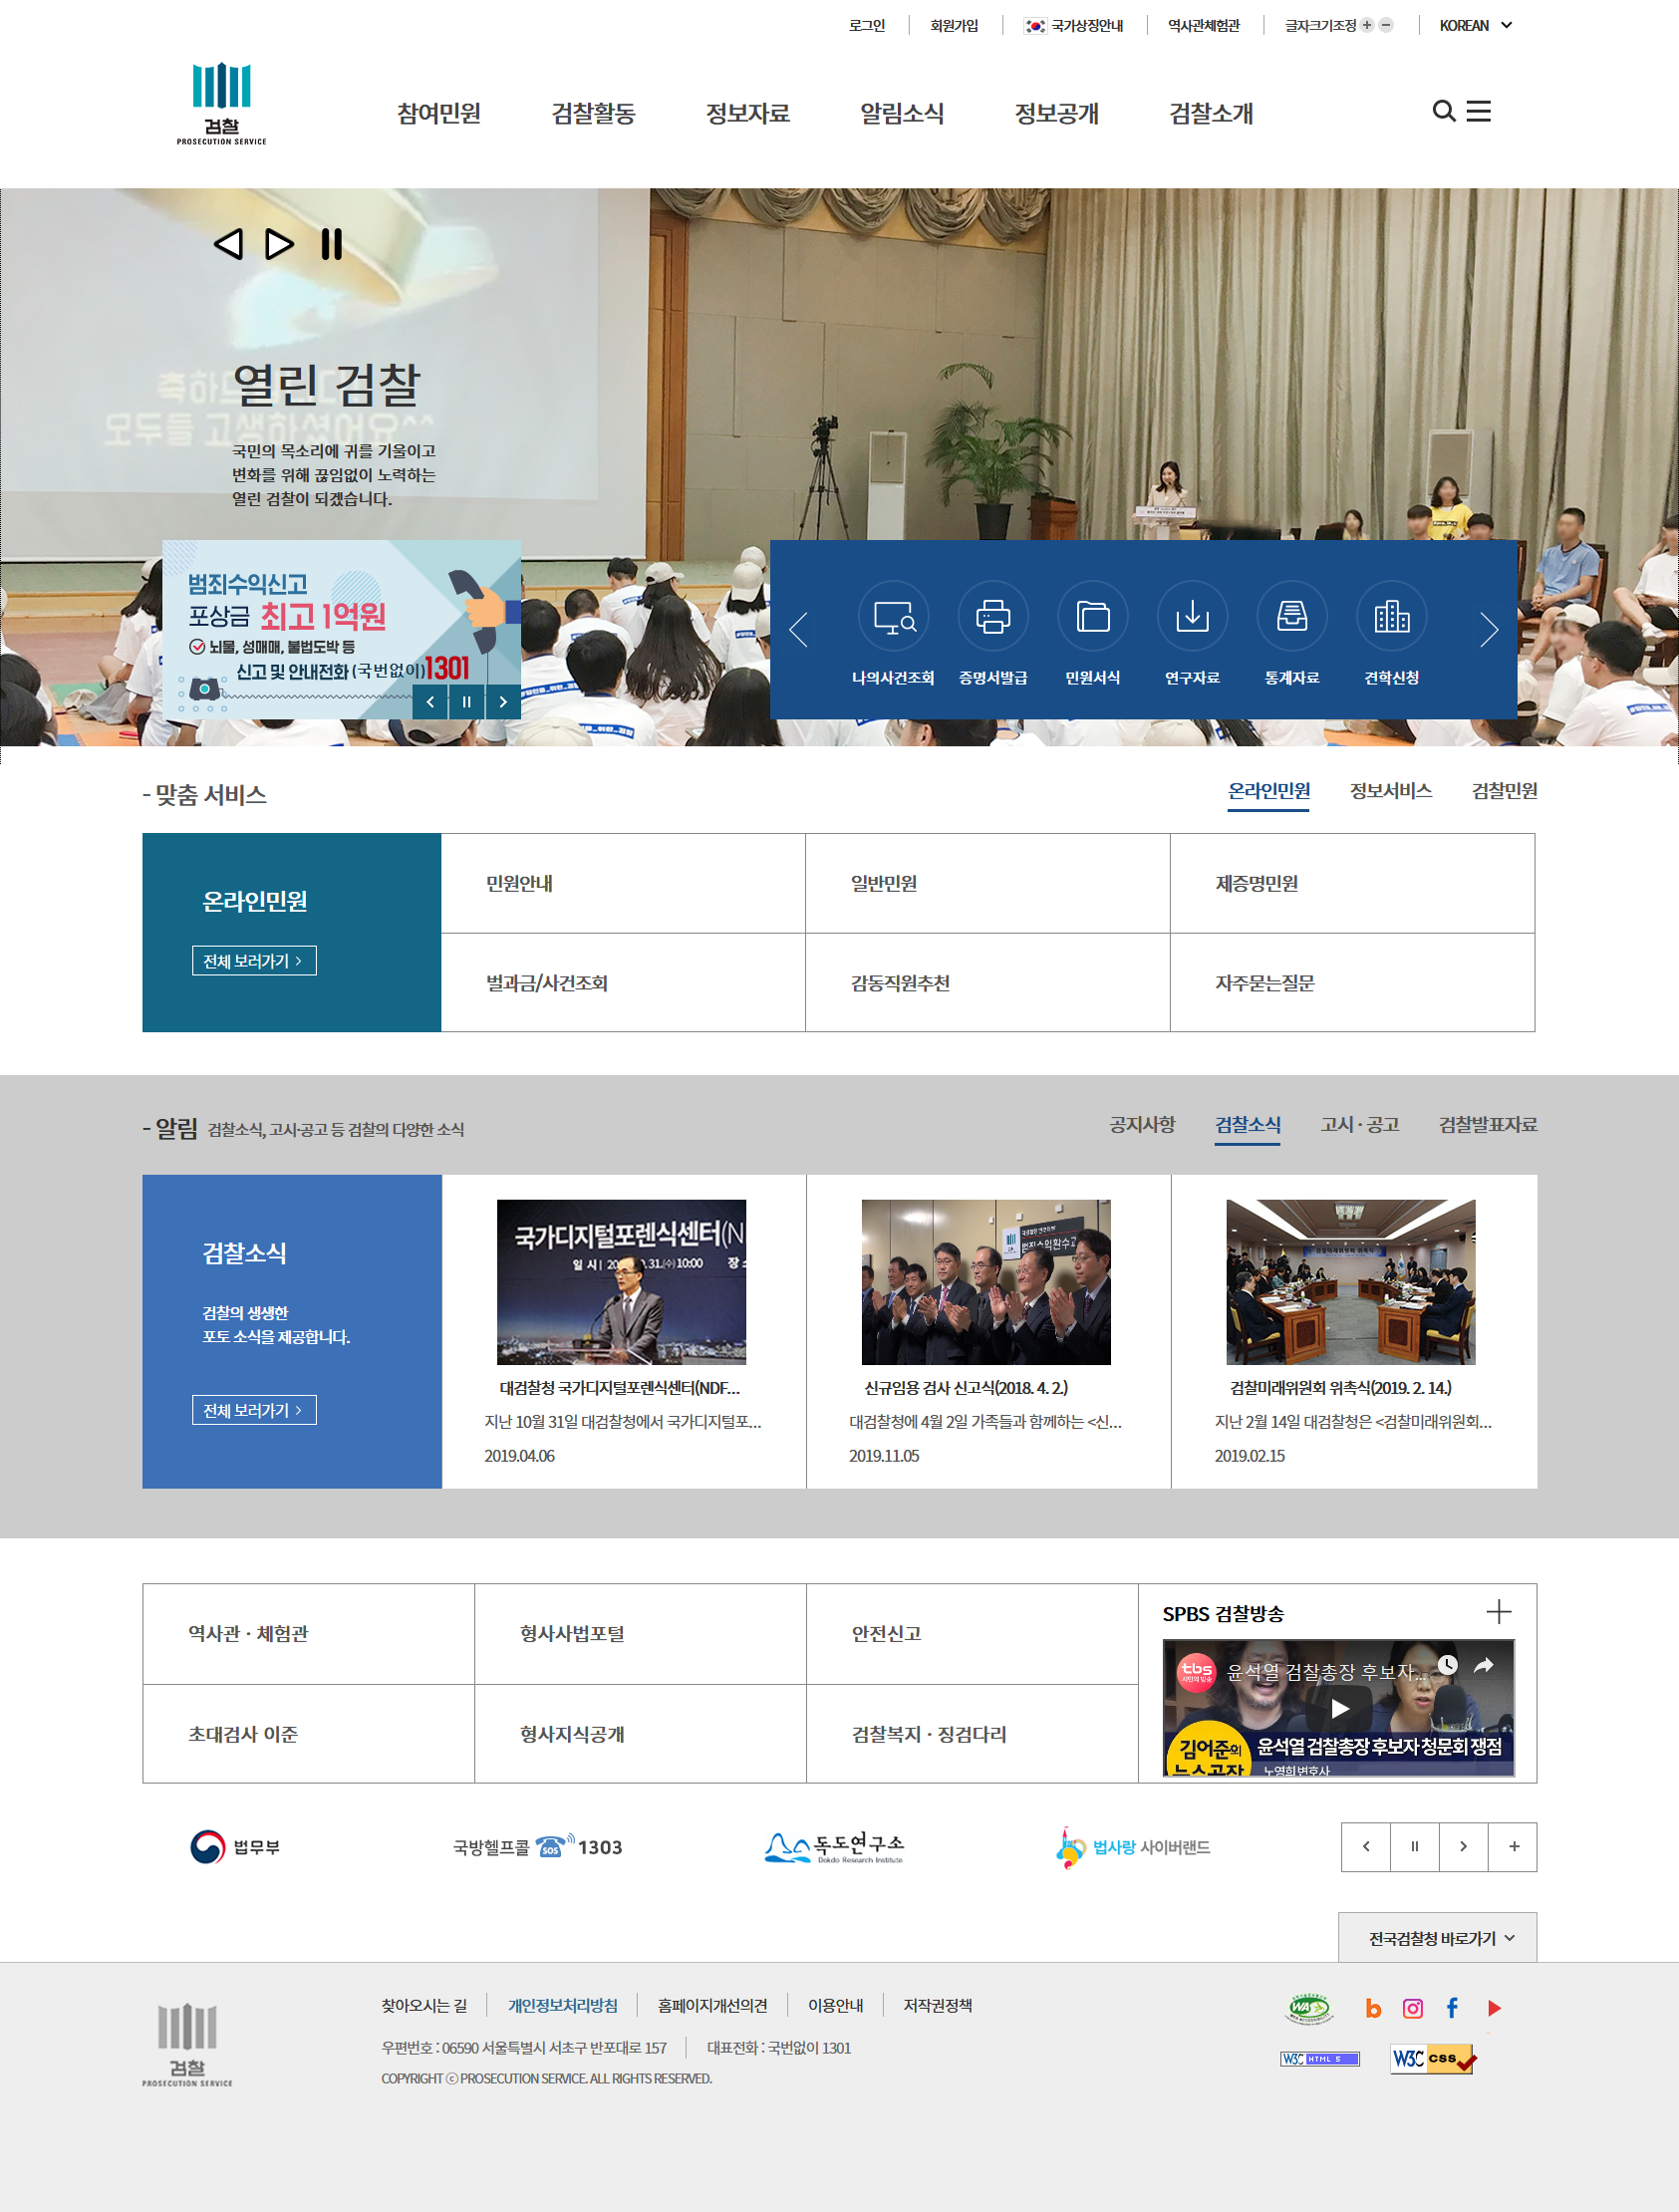 로그인
회원가입
국가상징안내
역사관체험관
글자크기조정
KOREAN
검찰
PROSECUTION SERVICE
참여민원
검찰활동
정보자료
알림소식
정보공개
검찰소개
모두들 고생하셨어요^^
열린 검찰
국민의 목소리에 귀를 기울이고
변화를 위해 끊임없이 노력하는
열린 검찰이 되겠습니다.
범죄수익신고
포상금 최고 1억원
뇌물, 성매매, 불법도박 등
신고 및 안내전화 (국번없이)1301
나의사건조회
증명서발급
민원서식
연구자료
통계자료
견학신청
- 맞춤 서비스
온라인민원
정보서비스
검찰민원
온라인민원
전체 보러가기
민원안내
일반민원
제증명민원
벌과금/사건조회
감동직원추천
자주묻는질문
- 알림 검찰소식, 고시·공고 등 검찰의 다양한 소식
공지사항
검찰소식
고시 · 공고
검찰발표자료
검찰소식
검찰의 생생한
포토 소식을 제공합니다.
전체 보러가기
국가디지털포렌식센터(N
대검찰청 국가디지털포렌식센터(NDF...
지난 10월 31일 대검찰청에서 국가디지털포...
2019.04.06
신규임용 검사 신고식(2018. 4. 2.)
대검찰청에 4월 2일 가족들과 함께하는 <신...
2019.11.05
검찰미래위원회 위촉식(2019. 2. 14.)
지난 2월 14일 대검찰청은 <검찰미래위원회...
2019.02.15
역사관 · 체험관
형사사법포털
안전신고
초대검사 이준
형사지식공개
검찰복지 · 징검다리
SPBS 검찰방송
tbs
윤석열 검찰총장 후보자...
김어준의
뉴스공장
윤석열 검찰총장 후보자 청문회 쟁점
노영희 변호사
법무부
국방헬프콜 SOS 1303
독도연구소
Dokdo Research Institute
법사랑 사이버랜드
전국검찰청 바로가기
검찰
PROSECUTION SERVICE
찾아오시는 길
개인정보처리방침
홈페이지개선의견
이용안내
저작권정책
우편번호 : 06590 서울특별시 서초구 반포대로 157
대표전화 : 국번없이 1301
COPYRIGHT ⓒ PROSECUTION SERVICE. ALL RIGHTS RESERVED.
WA
W3C HTML 5
W3C CSS